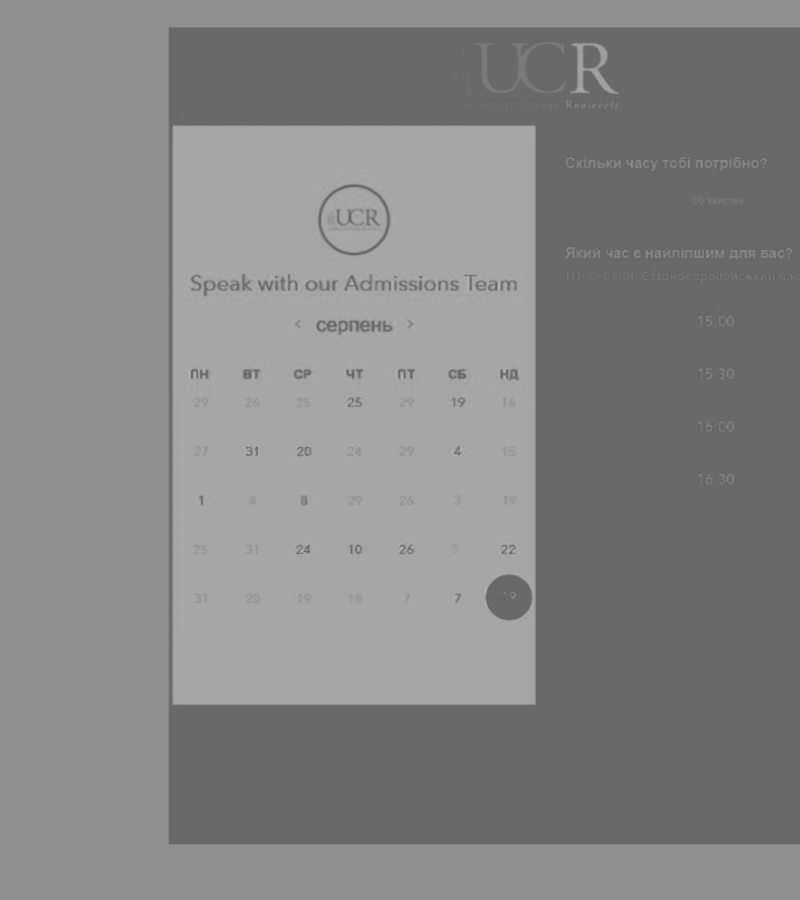 UCR
University College Roosevelt
UCR
Speak with our Admissions Team
‹ серпень ›
ПН ВТ СР ЧТ ПТ СБ НД
29 26 25 25 29 19 16
27 31 20 24 29 4 15
1 4 8 29 26 3 19
25 31 24 10 26 5 22
31 28 19 18 7 7 19
Скільки часу тобі потрібно?
30 хвилин
Який час є найліпшим для вас?
03:00 Східноєвропейський
15:00
15:30
16:00
16:30